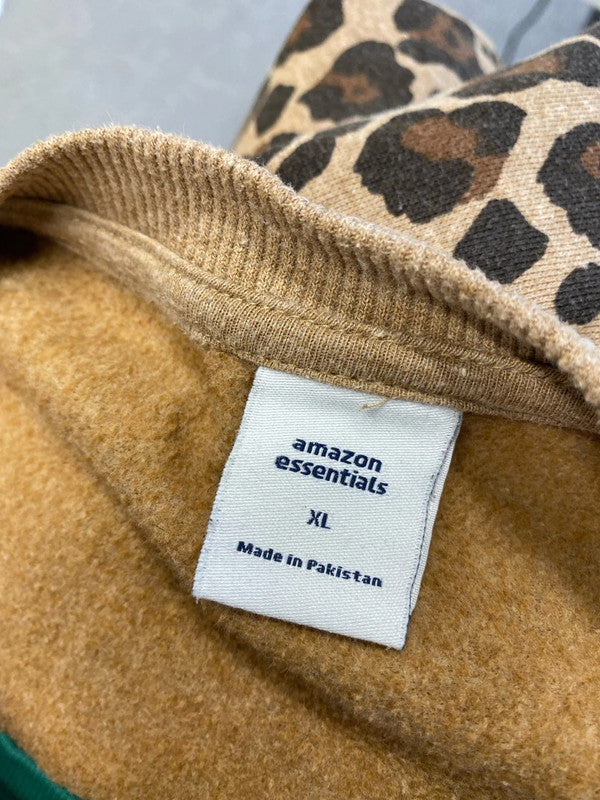 amazon
essentials
XL
Made in Pakistan